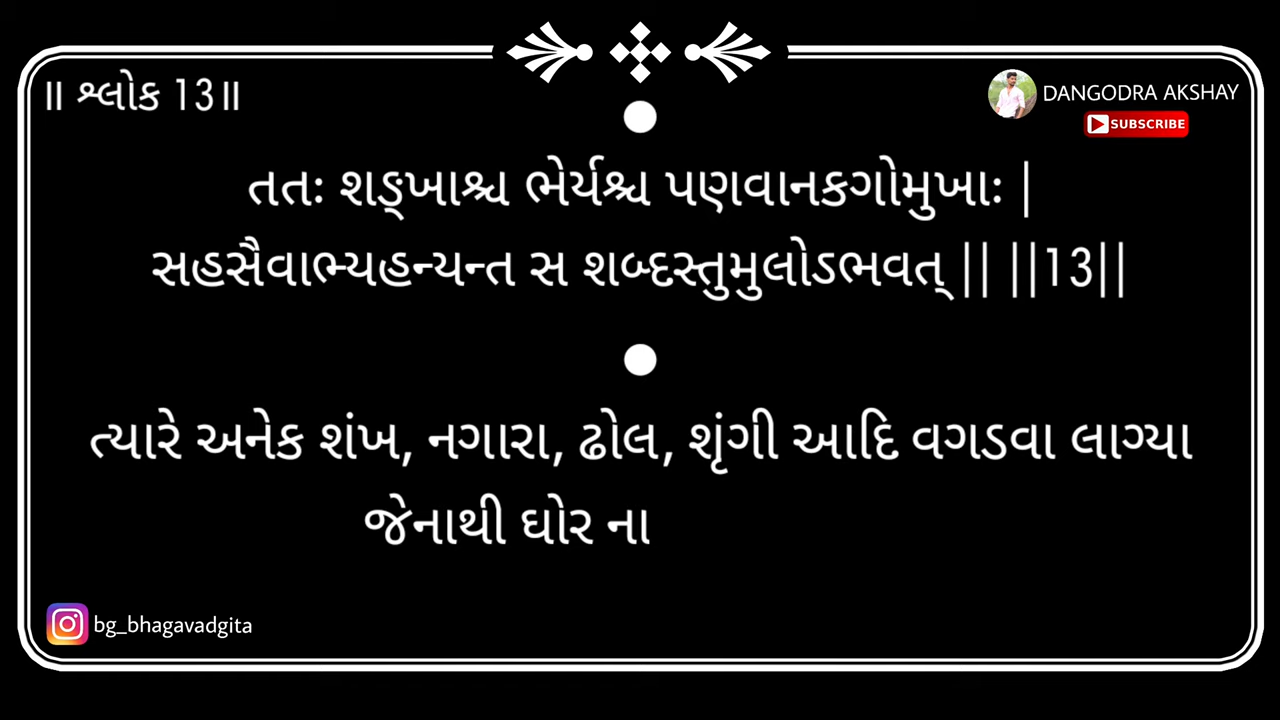 ॥ શ્લોક 13॥
DANGODRA AKSHAY
SUBSCRIBE
તતઃ શઙ્ખાશ્ચ ભેર્યશ્ચ પણવાનકગોમુખાઃ |
સહસૈવાભ્યહન્યન્ત સ શબ્દસ્તુમુલોઽભવત્ || ||13||
ત્યારે અનેક શંખ, નગારા, ઢોલ, શૃંગી આદિ વગડવા લાગ્યા
જેનાથી ઘોર ના
bg_bhagavadgita